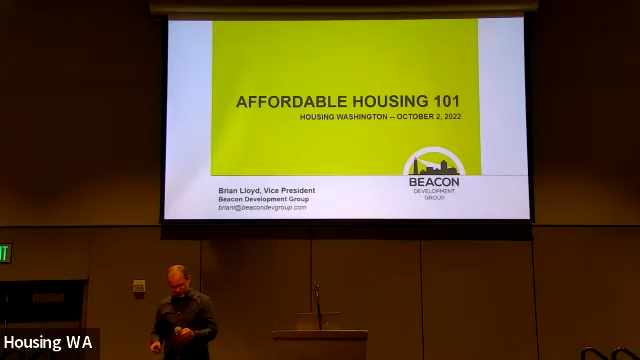 AFFORDABLE HOUSING 101
HOUSING WASHINGTON -- OCTOBER 2, 2022
BEACON
DEVELOPMENT
GROUP
Brian Lloyd, Vice President
Beacon Development Group
brianl@beacondevgroup.com
IT
Housing WA